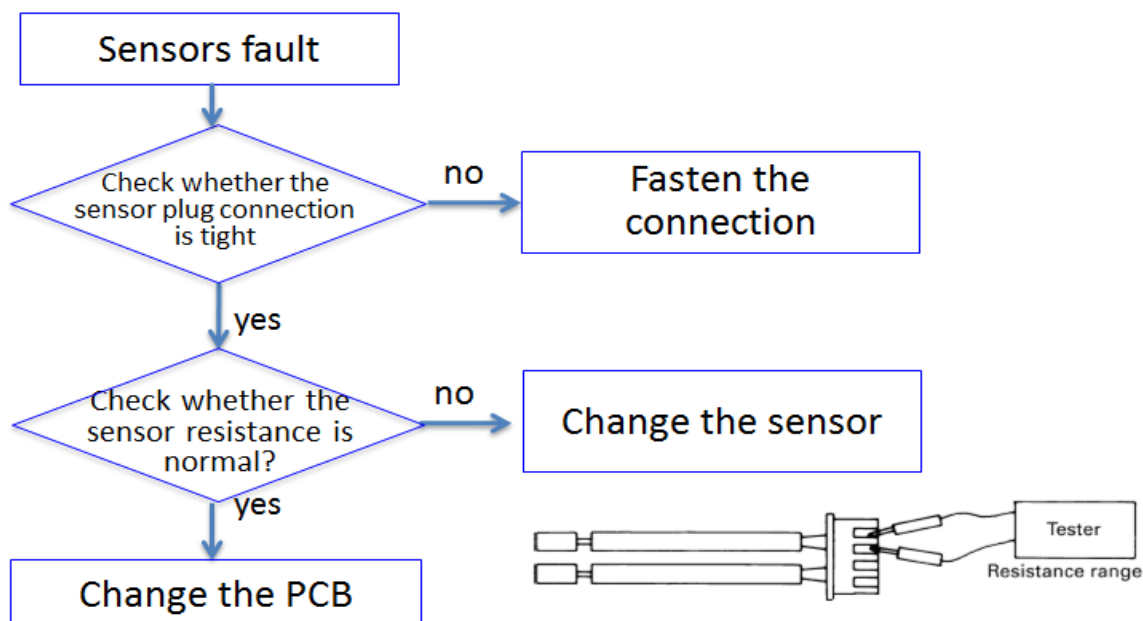 Sensors fault
Check whether the
sensor plug connection
is tight
no
Fasten the
connection
yes
Check whether the
sensor resistance is
normal?
no
Change the sensor
yes
Change the PCB
Tester
Resistance range